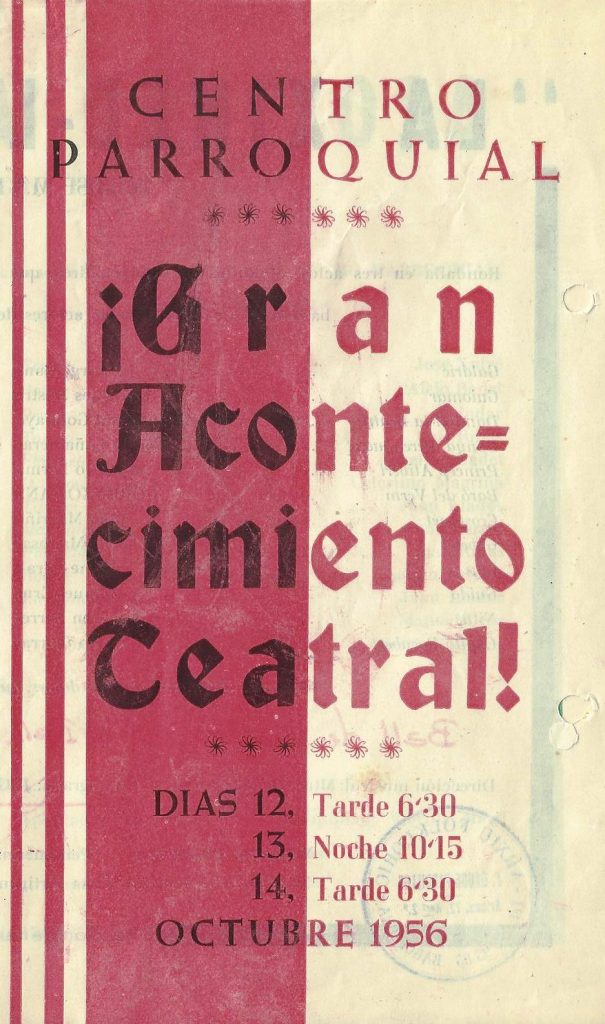 CENTRO
PARROQUIAL
¡Gran
Aconte=
cimiento
Teatral!
DIAS 12, Tarde 6'30
13, Noche 10'15
14, Tarde 6'30
OCTUBRE 1956